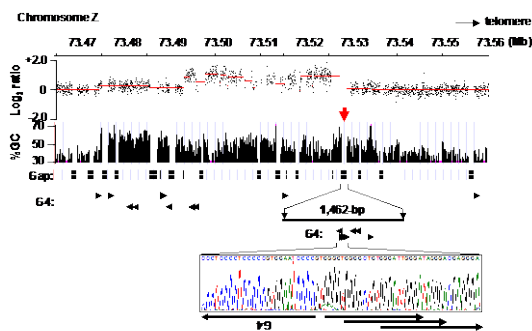 Chromosome Z
telomere
73.47 73.48 73.49 73.50 73.51 73.52 73.53 73.54 73.55 73.56 (Mb)
+2.0
0
-2.0
Log₂ ratio
70
50
30
%GC
Gap:
G4:
1,462-bp
G4:
G4